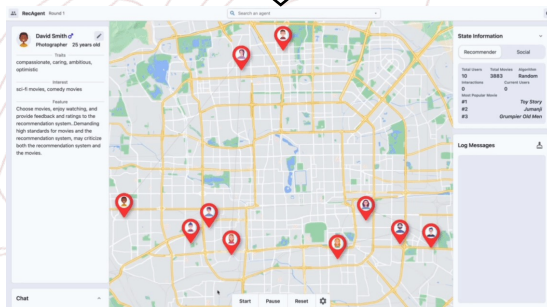 RecAgent Round 1
Search an agent
David Smith
Photographer 25 years old
Traits
compassionate, caring, ambitious,
optimistic
Interest
sci-fi movies, comedy movies
Feature
Choose movies, enjoy watching, and
provide feedback and ratings to the
recommendation system. Demanding
high standards for movies and the
recommendation system, may criticize
both the recommendation system and
the movies.
Chat
Start Pause Reset
State Information
Recommender Social
Total Users Total Movies Algorithm
10 3883 Random
Interactions Current Users
0 0
Most Popular Movie
#1 Toy Story
#2 Jumanji
#3 Grumpier Old Men
Log Messages